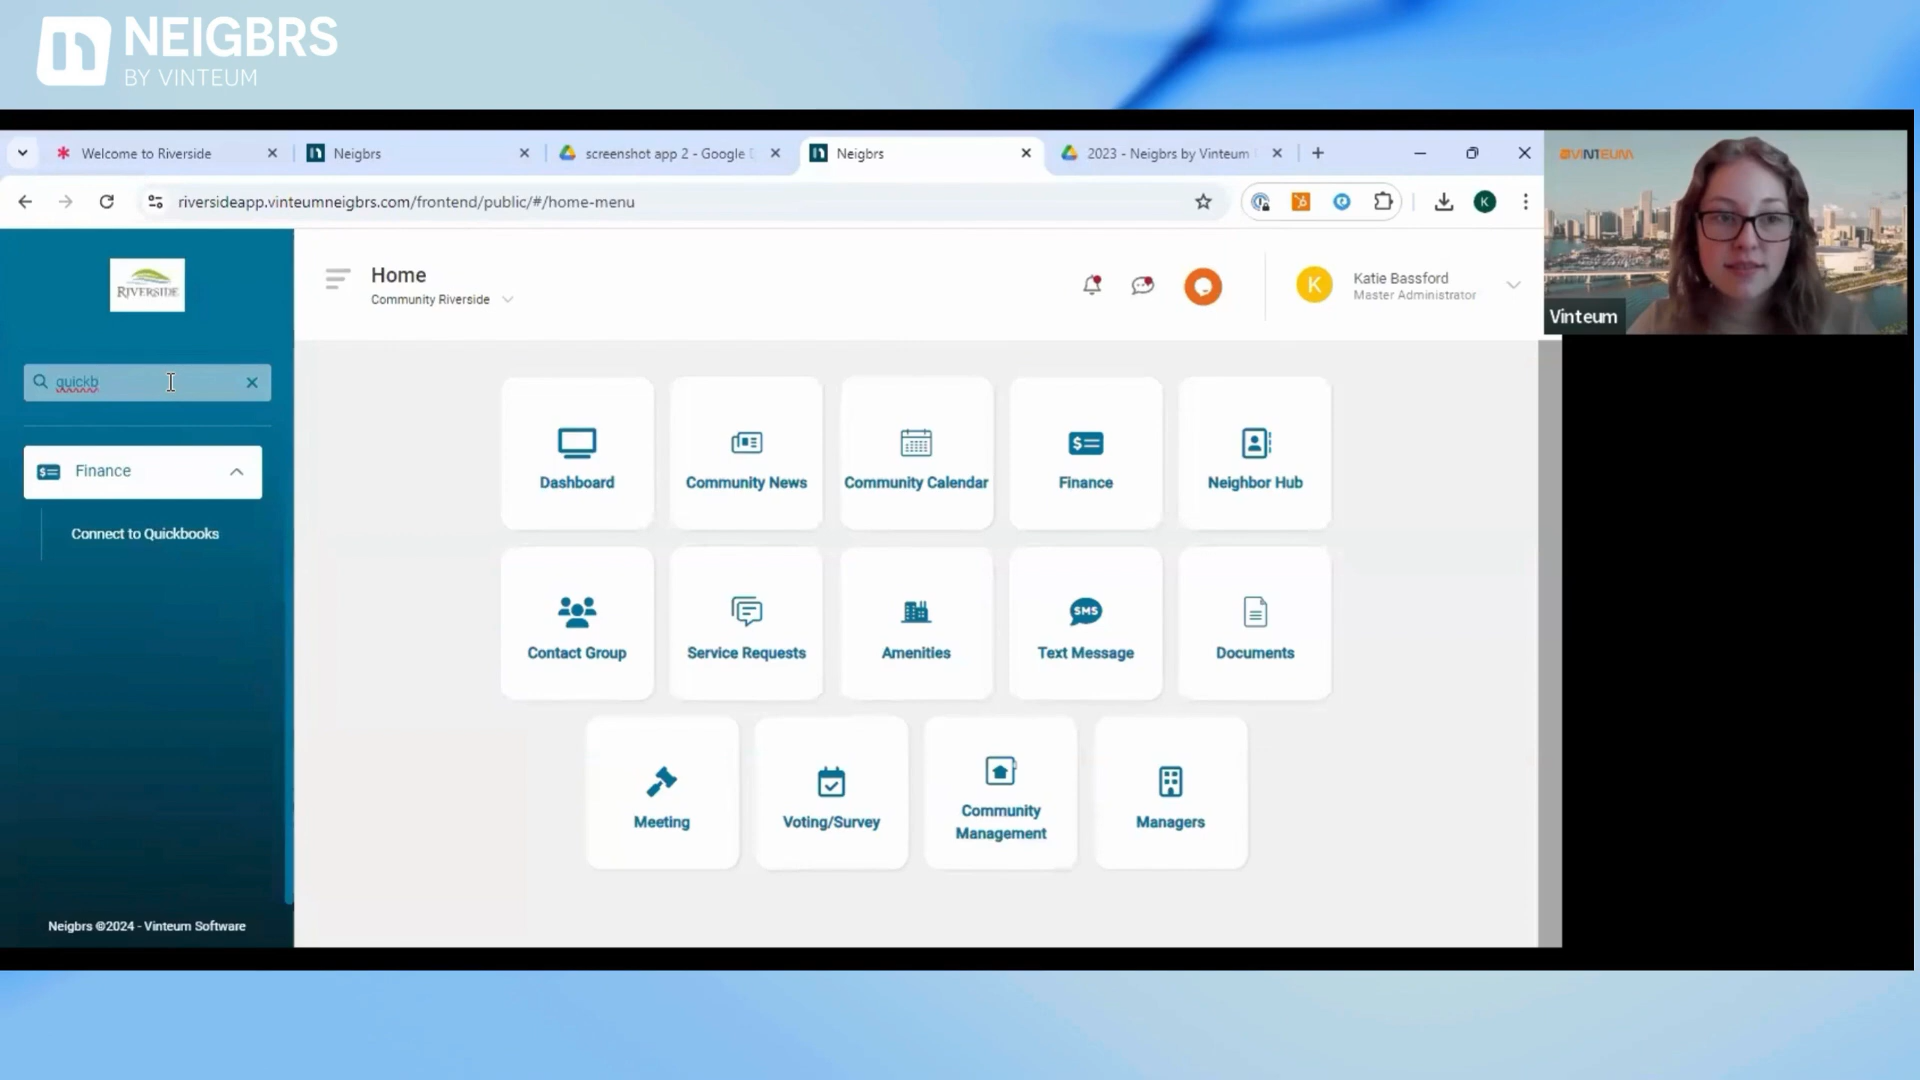 NEIGBRS
BY VINTEUM
Welcome to Riverside
Neigbrs
screenshot app 2 - Google
Neigbrs
2023 - Neigbrs by Vinteum
riversideapp.vinteumneigbrs.com/frontend/public/#/home-menu
K
VINTEUM
RIVERSIDE
Home
Community Riverside
K
Katie Bassford
Master Administrator
Vinteum
quickb
Finance
Connect to Quickbooks
Dashboard
Community News
Community Calendar
Finance
Neighbor Hub
Contact Group
Service Requests
Amenities
SMS
Text Message
Documents
Meeting
Voting/Survey
Community
Management
Managers
Neigbrs ©2024 - Vinteum Software